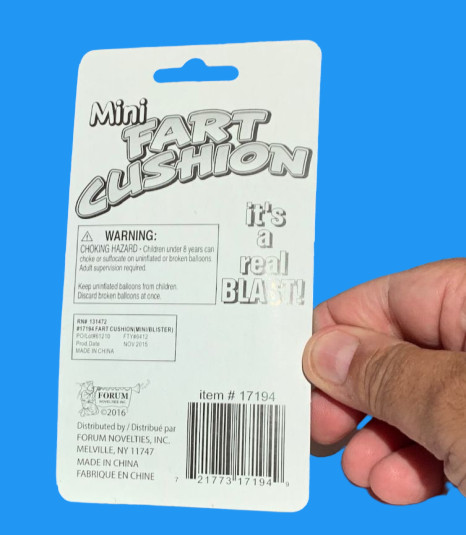 Mini
FART
CUSHION
it's
a
real
BLAST!
WARNING:
CHOKING HAZARD - Children under 8 years can
choke or suffocate on uninflated or broken balloons.
Adult supervision required.
Keep uninflated balloons from children.
Discard broken balloons at once.
RN# 131472
#17194 FART CUSHION(MINI/BLISTER)
Prod.Date NOV 2015
MADE IN CHINA
FORUM
NOVELTIES INC.
©2016
item # 17194
Distributed by / Distribué par
FORUM NOVELTIES, INC.
MELVILLE, NY 11747
MADE IN CHINA
FABRIQUE EN CHINE
7 21773 17194 9